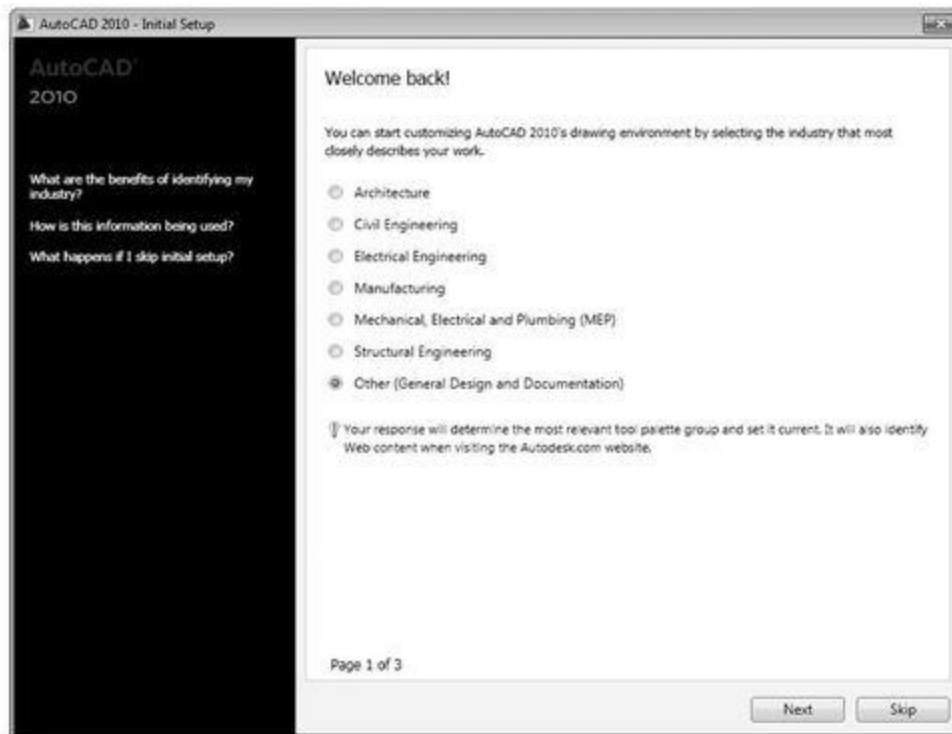 AutoCAD 2010 - Initial Setup
AutoCAD
2010
What are the benefits of identifying my
industry?
How is this information being used?
What happens if I skip initial setup?
Welcome back!
You can start customizing AutoCAD 2010's drawing environment by selecting the industry that most
closely describes your work.
Architecture
Civil Engineering
Electrical Engineering
Manufacturing
Mechanical, Electrical and Plumbing (MEP)
Structural Engineering
Other (General Design and Documentation)
Your response will determine the most relevant tool palette group and set it current. It will also identify
Web content when visiting the Autodesk.com website.
Page 1 of 3
Next
Skip